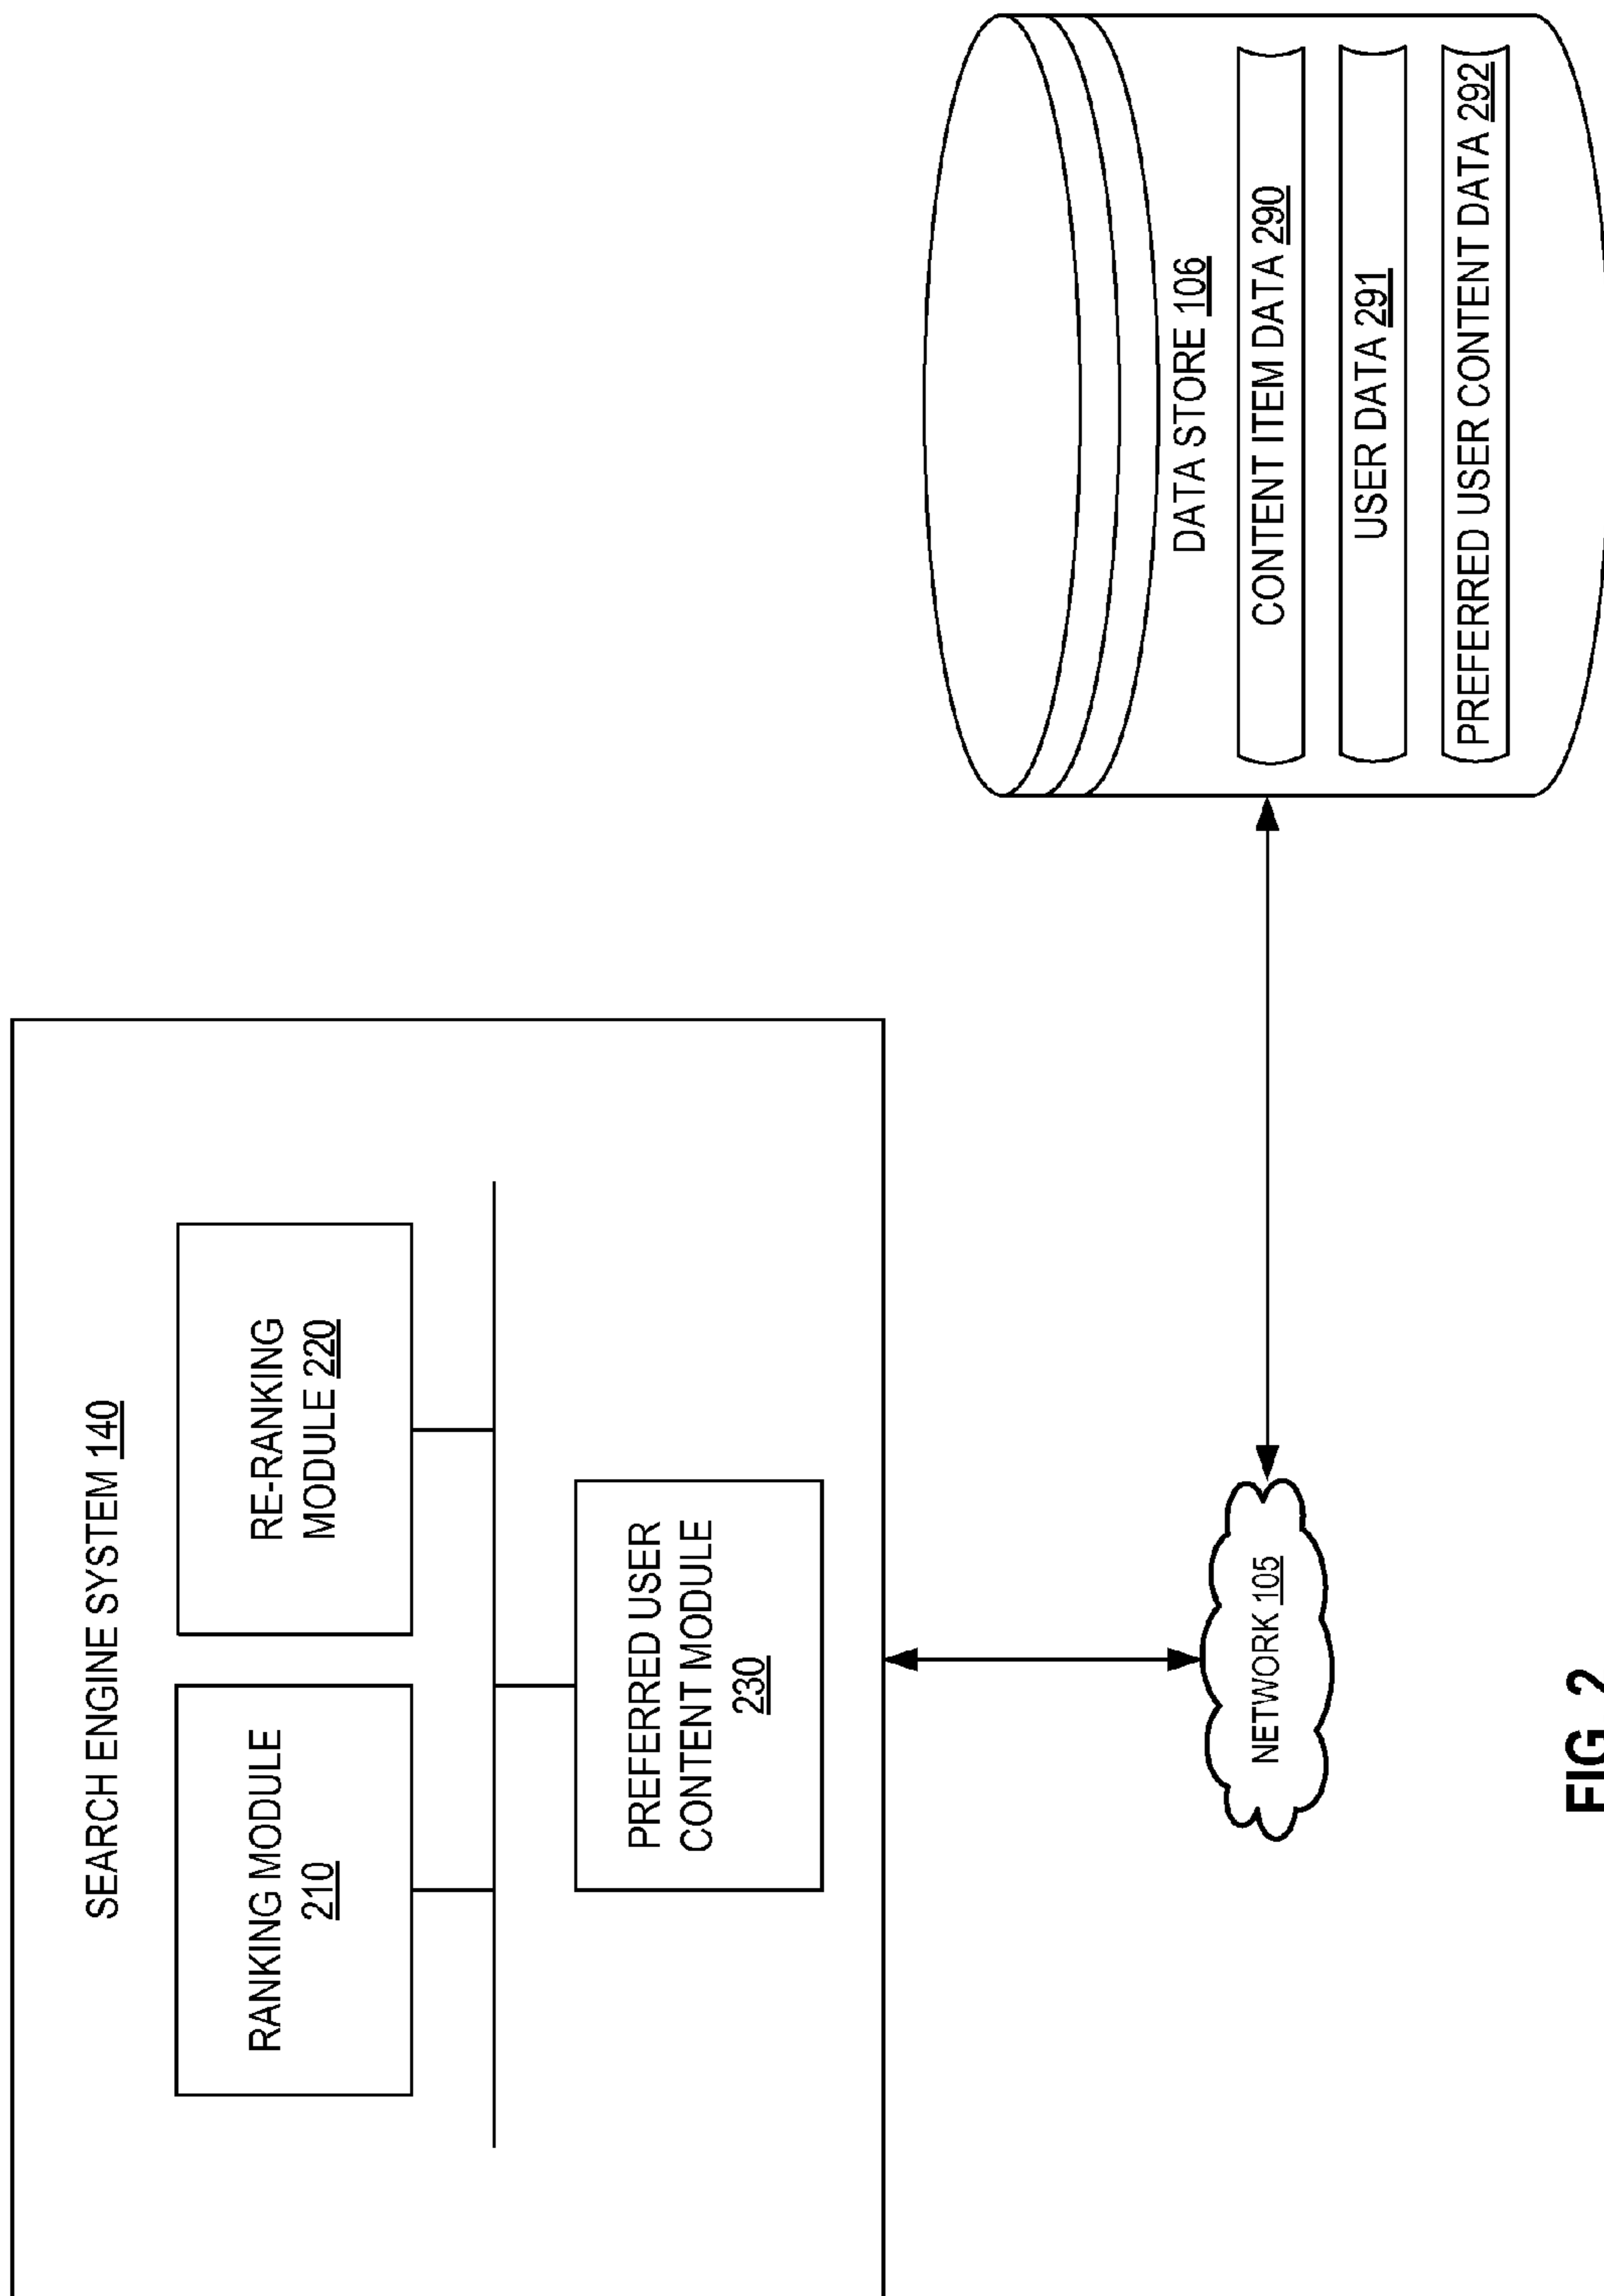 SEARCH ENGINE SYSTEM 140
RANKING MODULE
210
RE-RANKING
MODULE 220
PREFERRED USER
CONTENT MODULE
230
NETWORK 105
DATA STORE 106
CONTENT ITEM DATA 290
USER DATA 291
PREFERRED USER CONTENT DATA 292
FIG. 2